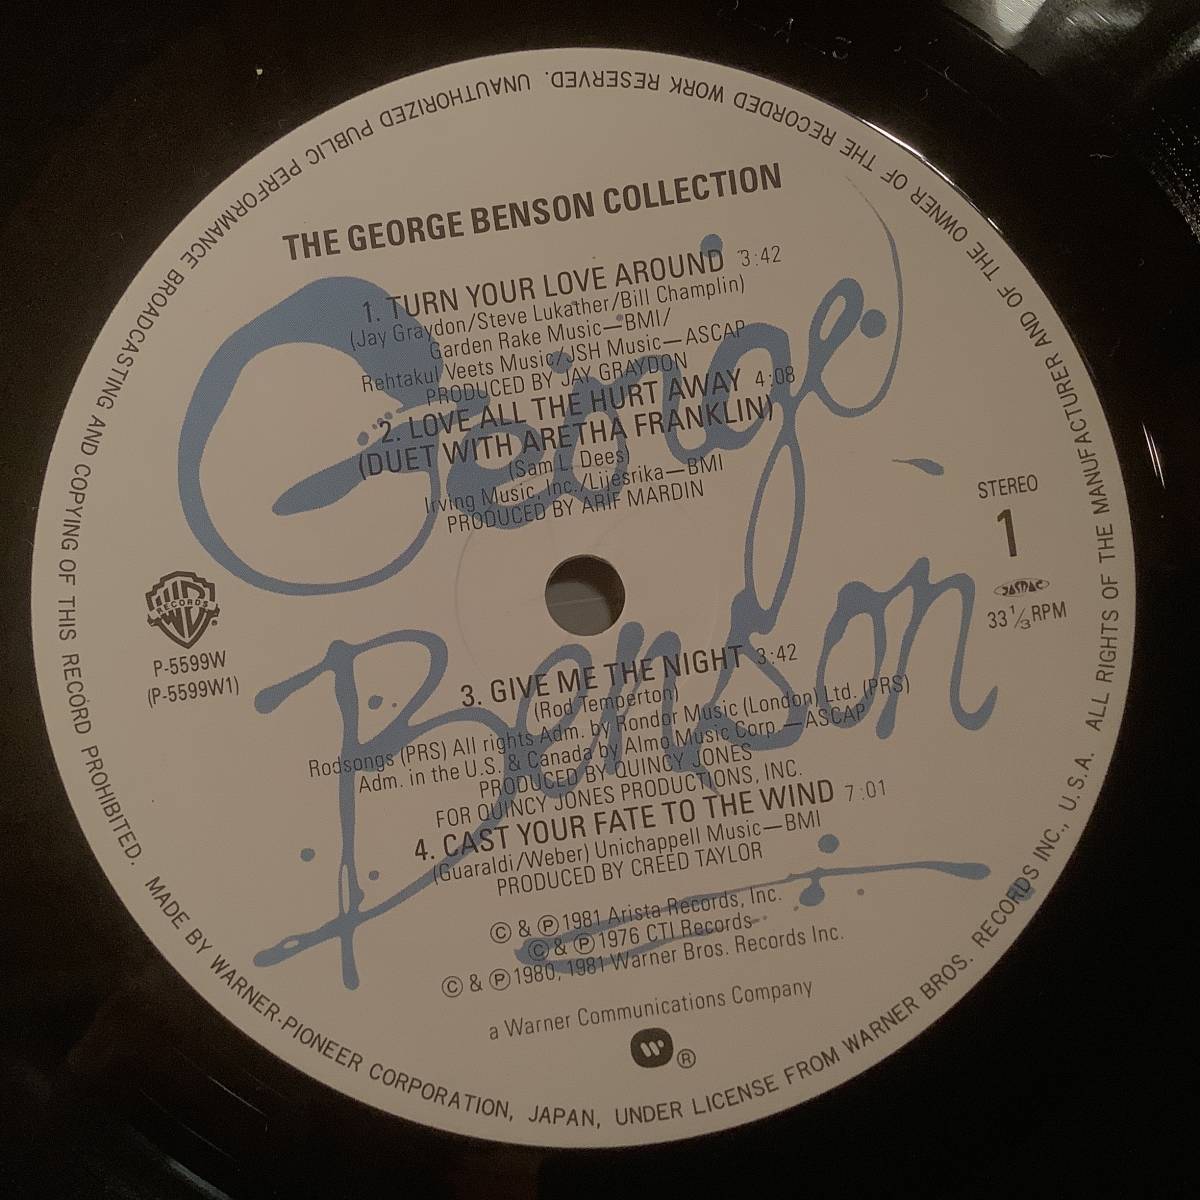 THE GEORGE BENSON COLLECTION
1. TURN YOUR LOVE AROUND 3:42
(Jay Graydon/Steve Lukather/Bill Champlin)
Garden Rake Music—BMI/
Rehtakul Veets Music/JSH Music—ASCAP
PRODUCED BY JAY GRAYDON
2. LOVE ALL THE HURT AWAY 4:08
(DUET WITH ARETHA FRANKLIN)
(Sam L. Dees)
Irving Music, Inc./Lijesrika—BMI
PRODUCED BY ARIF MARDIN
George
Benson
STEREO
1
JASRAC
33 1/3 RPM
RECORDS
P-5599W
(P-5599W1)
3. GIVE ME THE NIGHT 3:42
(Rod Temperton)
Rodsongs (PRS) All rights Adm. by Rondor Music (London) Ltd. (PRS)
Adm. in the U.S. & Canada by Almo Music Corp.—ASCAP
PRODUCED BY QUINCY JONES
FOR QUINCY JONES PRODUCTIONS, INC.
4. CAST YOUR FATE TO THE WIND 7:01
(Guaraldi/Weber) Unichappell Music—BMI
PRODUCED BY CREED TAYLOR
© & ℗ 1981 Arista Records, Inc.
© & ℗ 1976 CTI Records
© & ℗ 1980, 1981 Warner Bros. Records Inc.
a Warner Communications Company
®
MADE BY WARNER-PIONEER CORPORATION, JAPAN, UNDER LICENSE FROM WARNER BROS. RECORDS INC., U.S.A. ALL RIGHTS OF THE MANUFACTURER AND OF THE OWNER OF THE RECORDED WORK RESERVED. UNAUTHORIZED PUBLIC PERFORMANCE BROADCASTING AND COPYING OF THIS RECORD PROHIBITED.